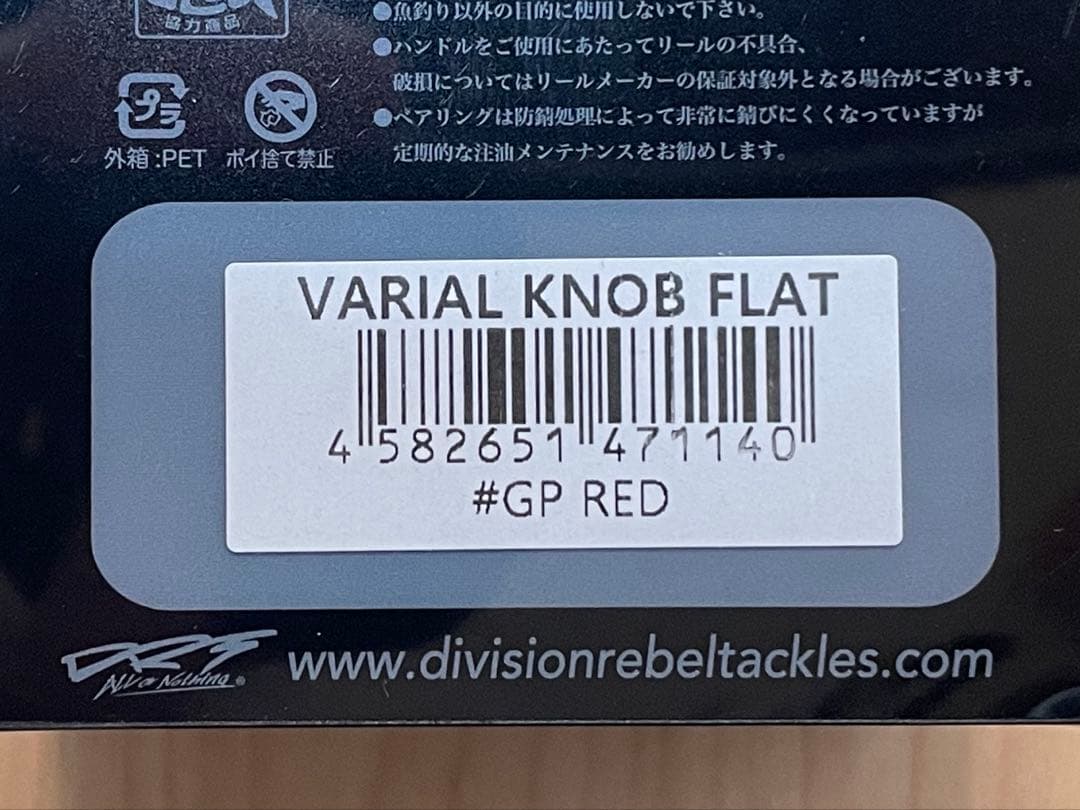 協力商品
●魚釣り以外の目的に使用しないで下さい。
●ハンドルをご使用にあたってリールの不具合、
破損についてはリールメーカーの保証対象外となる場合がございます。
●ベアリングは防錆処理によって非常に錆びにくくなっていますが
定期的な注油メンテナンスをお勧めします。
プラ
外箱:PET ポイ捨て禁止
VARIAL KNOB FLAT
4 582651 471140
#GP RED
DRT
All or Nothing ®
www.divisionrebeltackles.com